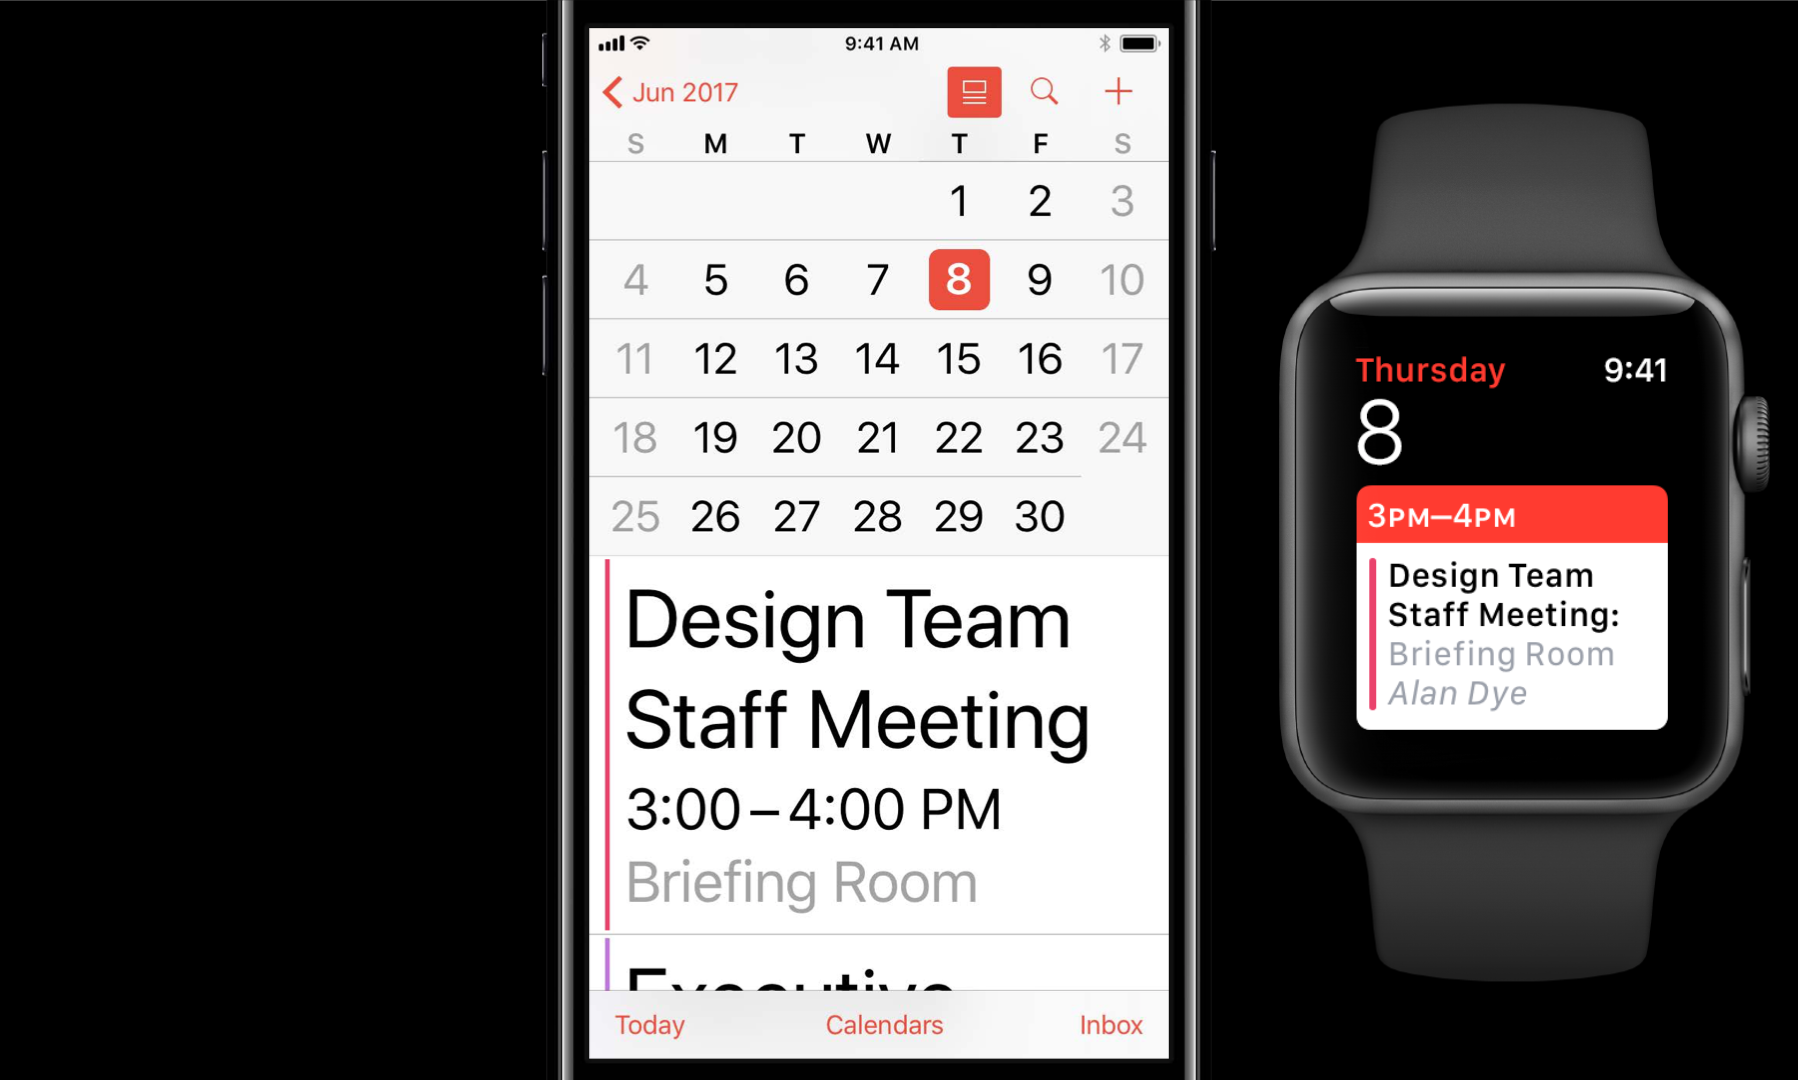 9:41 AM
Jun 2017
S M T W T F S
1 2 3
4 5 6 7 8 9 10
11 12 13 14 15 16 17
18 19 20 21 22 23 24
25 26 27 28 29 30
Design Team
Staff Meeting
3:00 – 4:00 PM
Briefing Room
Executive
Today Calendars Inbox
Thursday 9:41
8
3PM—4PM
Design Team
Staff Meeting:
Briefing Room
Alan Dye